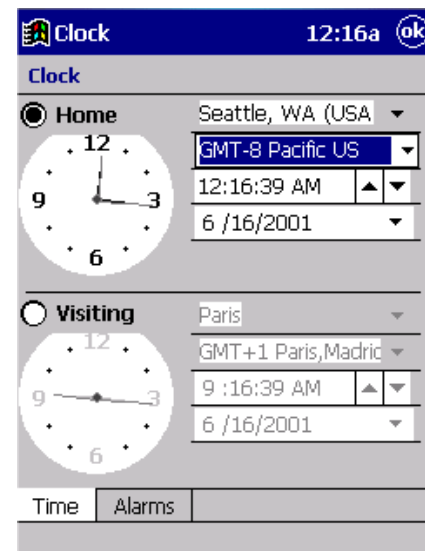 Clock 12:16a ok
Clock
Home Seattle, WA (USA
GMT-8 Pacific US
12:16:39 AM
6 /16/2001
12
9 3
6
Visiting Paris
GMT+1 Paris,Madric
9 :16:39 AM
6 /16/2001
12
9 3
6
Time Alarms